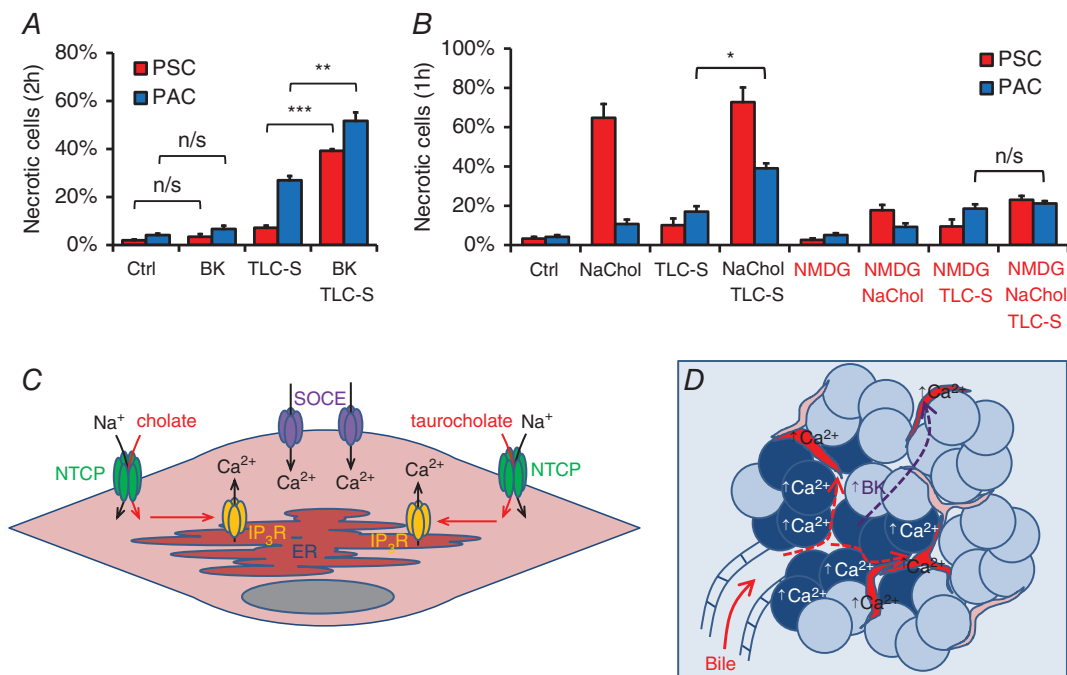 A
Necrotic cells (2h)
80%
60%
40%
20%
0%
PSC
PAC
n/s
n/s
***
**
Ctrl
BK
TLC-S
BK
TLC-S
B
Necrotic cells (1h)
100%
80%
60%
40%
20%
0%
PSC
PAC
*
n/s
Ctrl
NaChol
TLC-S
NaChol
TLC-S
NMDG
NMDG
NaChol
NMDG
TLC-S
NMDG
NaChol
TLC-S
C
SOCE
Na⁺
cholate
taurocholate
Na⁺
NTCP
NTCP
Ca²⁺
Ca²⁺
Ca²⁺
Ca²⁺
IP₃R
IP₃R
ER
D
↑Ca²⁺
↑Ca²⁺
↑Ca²⁺
↑BK
↑Ca²⁺
↑Ca²⁺
↑Ca²⁺
↑Ca²⁺
↑Ca²⁺
↑Ca²⁺
Bile